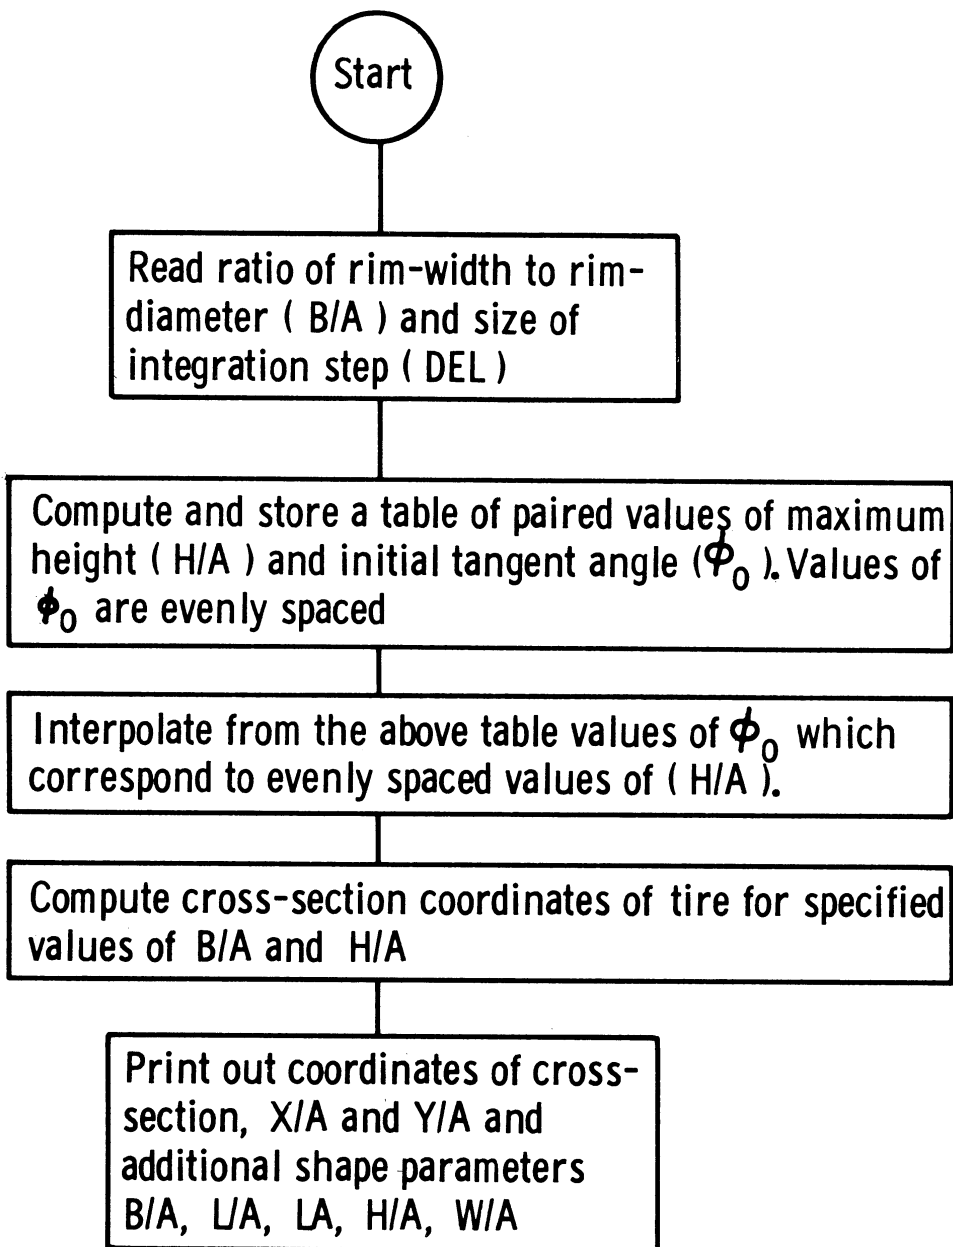 Start
Read ratio of rim-width to rim-
diameter ( B/A ) and size of
integration step ( DEL )
Compute and store a table of paired values of maximum
height ( H/A ) and initial tangent angle (ϕ0 ). Values of
ϕ0 are evenly spaced
Interpolate from the above table values of ϕ0 which
correspond to evenly spaced values of ( H/A ).
Compute cross-section coordinates of tire for specified
values of B/A and H/A
Print out coordinates of cross-
section, X/A and Y/A and
additional shape parameters
B/A, L/A, LA, H/A, W/A